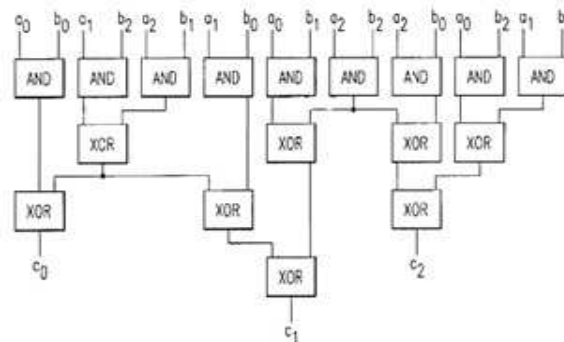 a0 b0 a1 b2 a2 b1 a1 b0 a0 b1 a2 b2 a2 b0 a0 b2 a1 b
AND AND AND AND AND AND AND AND AND
XOR XOR XOR XOR
XOR XOR XOR
c0 c2
XOR
c1